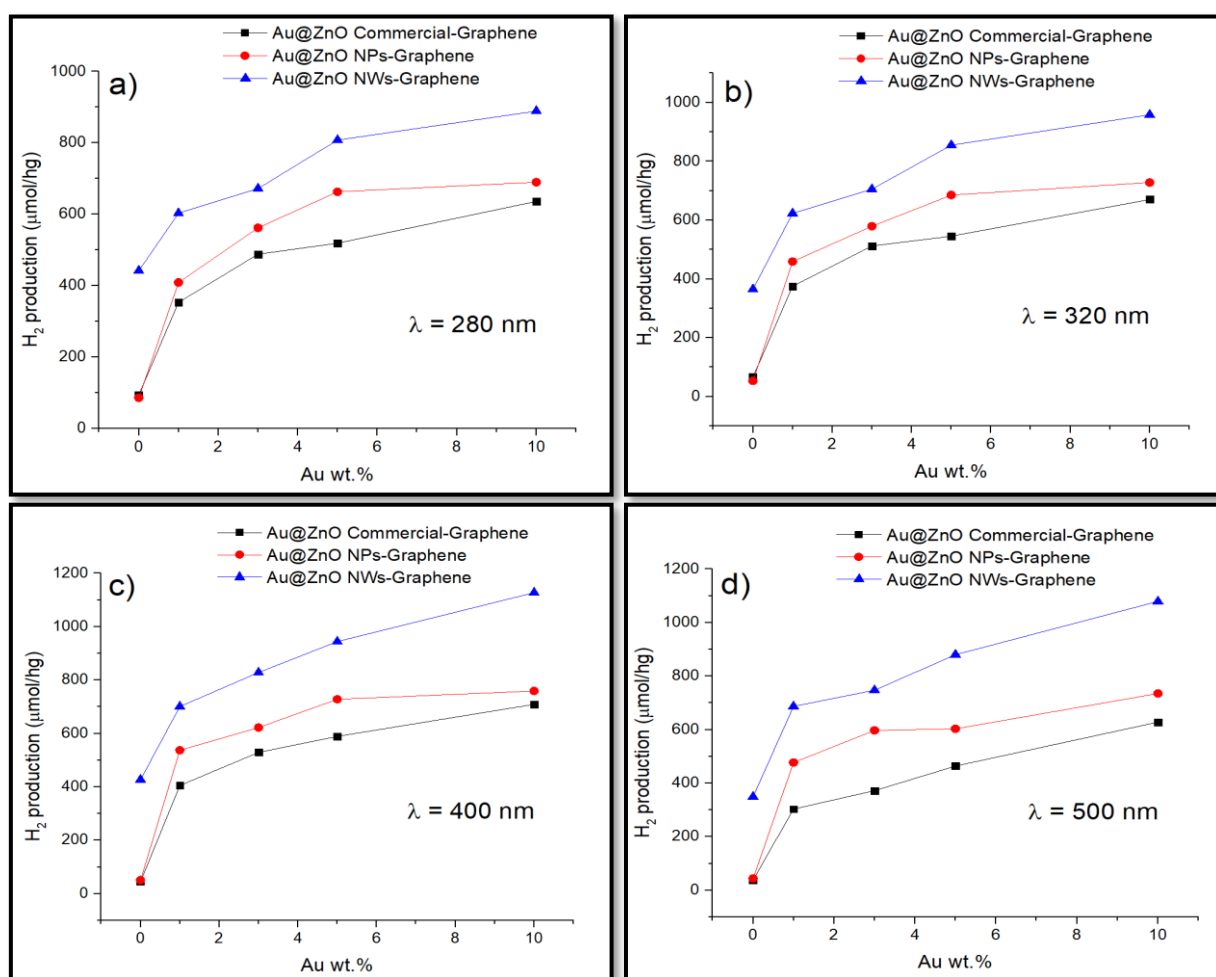 Au@ZnO Commercial-Graphene
Au@ZnO NPs-Graphene
Au@ZnO NWs-Graphene
a)
1000
800
600
400
200
0
H₂ production (μmol/hg)
λ = 280 nm
0 2 4 6 8 10
Au wt.%
Au@ZnO Commercial-Graphene
Au@ZnO NPs-Graphene
Au@ZnO NWs-Graphene
b)
1000
800
600
400
200
0
H₂ production (μmol/hg)
λ = 320 nm
0 2 4 6 8 10
Au wt.%
Au@ZnO Commercial-Graphene
Au@ZnO NPs-Graphene
Au@ZnO NWs-Graphene
c)
1200
1000
800
600
400
200
0
H₂ production (μmol/hg)
λ = 400 nm
0 2 4 6 8 10
Au wt.%
Au@ZnO Commercial-Graphene
Au@ZnO NPs-Graphene
Au@ZnO NWs-Graphene
d)
1200
1000
800
600
400
200
0
H₂ production (μmol/hg)
λ = 500 nm
0 2 4 6 8 10
Au wt.%